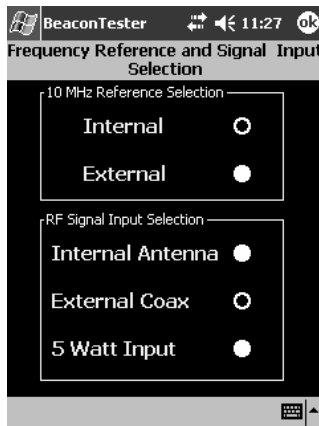 BeaconTester 11:27 ok
Frequency Reference and Signal Input
Selection
10 MHz Reference Selection
Internal
External
RF Signal Input Selection
Internal Antenna
External Coax
5 Watt Input